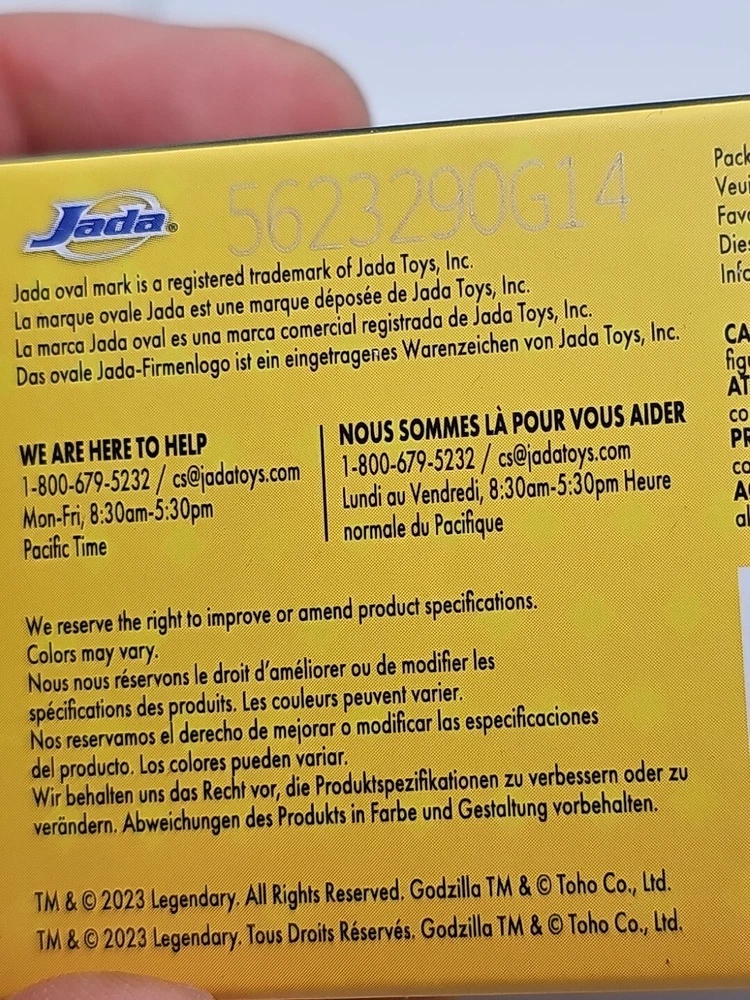 Jada®
5623290G14
Jada oval mark is a registered trademark of Jada Toys, Inc.
La marque ovale Jada est une marque déposée de Jada Toys, Inc.
La marca Jada oval es una marca comercial registrada de Jada Toys, Inc.
Das ovale Jada-Firmenlogo ist ein eingetragenes Warenzeichen von Jada Toys, Inc.
WE ARE HERE TO HELP
1-800-679-5232 / cs@jadatoys.com
Mon-Fri, 8:30am-5:30pm
Pacific Time
NOUS SOMMES LÀ POUR VOUS AIDER
1-800-679-5232 / cs@jadatoys.com
Lundi au Vendredi, 8:30am-5:30pm Heure
normale du Pacifique
We reserve the right to improve or amend product specifications.
Colors may vary.
Nous nous réservons le droit d'améliorer ou de modifier les
spécifications des produits. Les couleurs peuvent varier.
Nos reservamos el derecho de mejorar o modificar las especificaciones
del producto. Los colores pueden variar.
Wir behalten uns das Recht vor, die Produktspezifikationen zu verbessern oder zu
verändern. Abweichungen des Produkts in Farbe und Gestaltung vorbehalten.
TM & © 2023 Legendary. All Rights Reserved. Godzilla TM & © Toho Co., Ltd.
TM & © 2023 Legendary. Tous Droits Réservés. Godzilla TM & © Toho Co., Ltd.